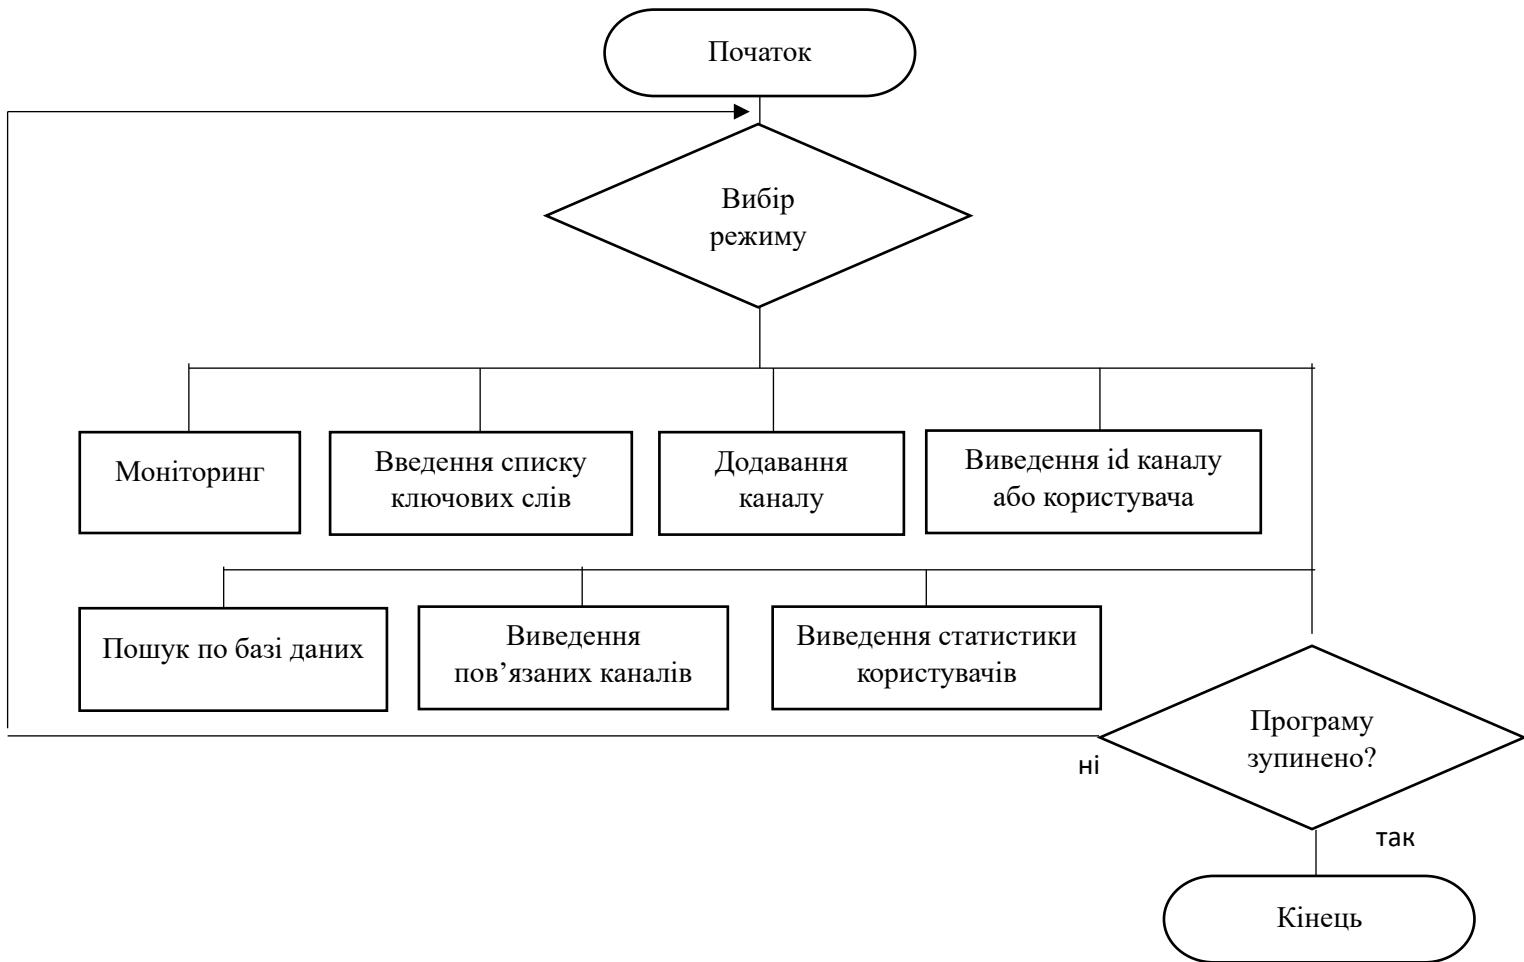 Початок
Вибір
режиму
Моніторинг
Введення списку
ключових слів
Додавання
каналу
Виведення id каналу
або користувача
Пошук по базі даних
Виведення
пов’язаних каналів
Виведення статистики
користувачів
Програму
зупинено?
ні
так
Кінець